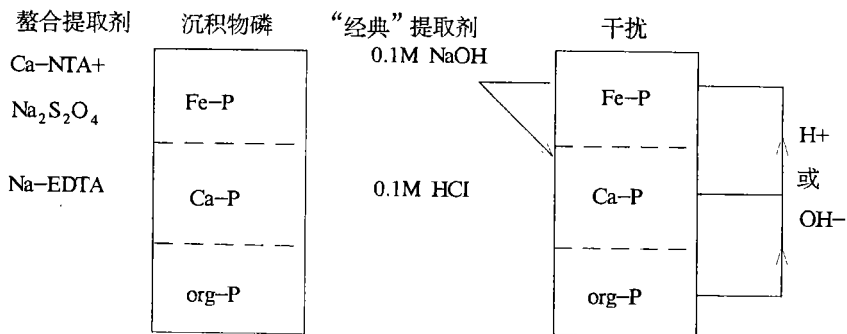 螯合提取剂 沉积物磷 “经典”提取剂 干扰
Ca-NTA+ 0.1M NaOH
Na₂S₂O₄ Fe-P Fe-P
H+
或
OH-
Na-EDTA Ca-P 0.1M HCl Ca-P
org-P org-P